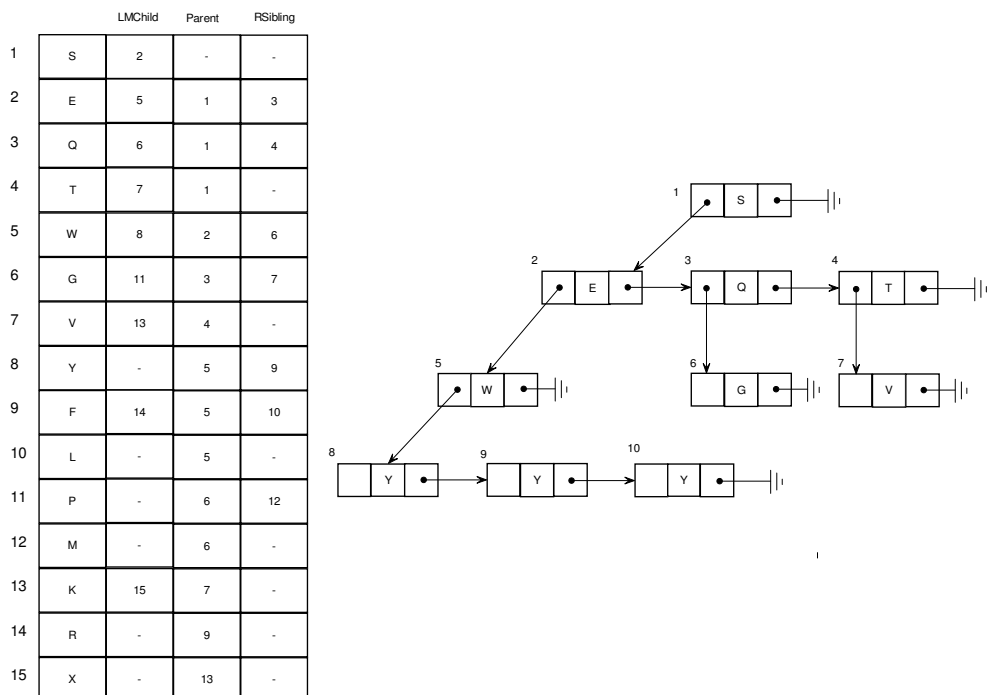 LMChild Parent RSibling
1 S 2 - -
2 E 5 1 3
3 Q 6 1 4
4 T 7 1 -
5 W 8 2 6
6 G 11 3 7
7 V 13 4 -
8 Y - 5 9
9 F 14 5 10
10 L - 5 -
11 P - 6 12
12 M - 6 -
13 K 15 7 -
14 R - 9 -
15 X - 13 -
1 S
2 E 3 Q 4 T
5 W 6 G 7 V
8 Y 9 Y 10 Y